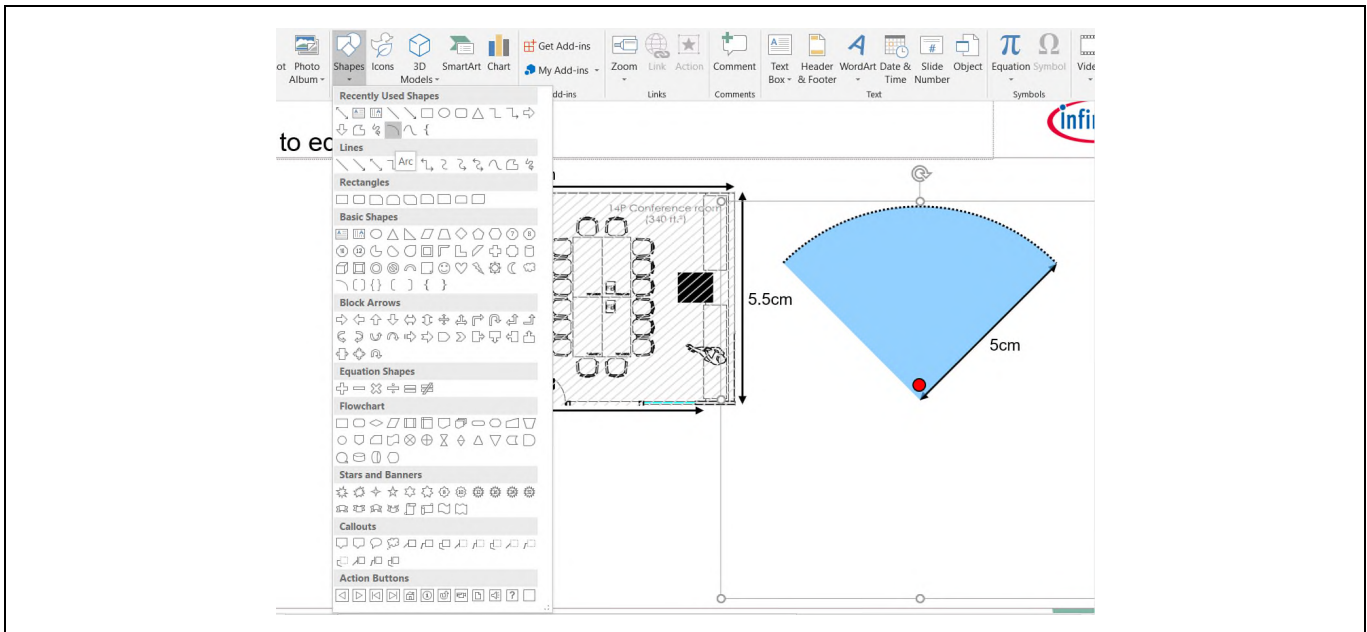 ot Photo Album
Shapes
Icons
3D Models
SmartArt
Chart
Get Add-ins
My Add-ins
dd-ins
Zoom
Link
Action
Links
Comment
Comments
Text Box
Header & Footer
WordArt
Date & Time
Slide Number
Object
Text
Equation
Symbol
Symbols
Vide
Recently Used Shapes
Lines
Arc
Rectangles
Basic Shapes
Block Arrows
Equation Shapes
Flowchart
Stars and Banners
Callouts
Action Buttons
to ed
infi
14P Conference room
(340 ft.²)
5.5cm
5cm